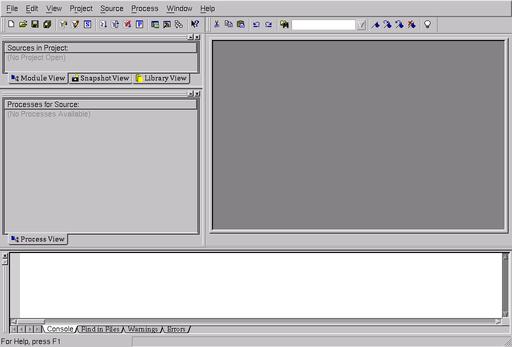 File Edit View Project Source Process Window Help
Sources in Project:
(No Project Open)
Module View Snapshot View Library View
Processes for Source:
(No Processes Available)
Process View
Console Find in Files Warnings Errors
For Help, press F1